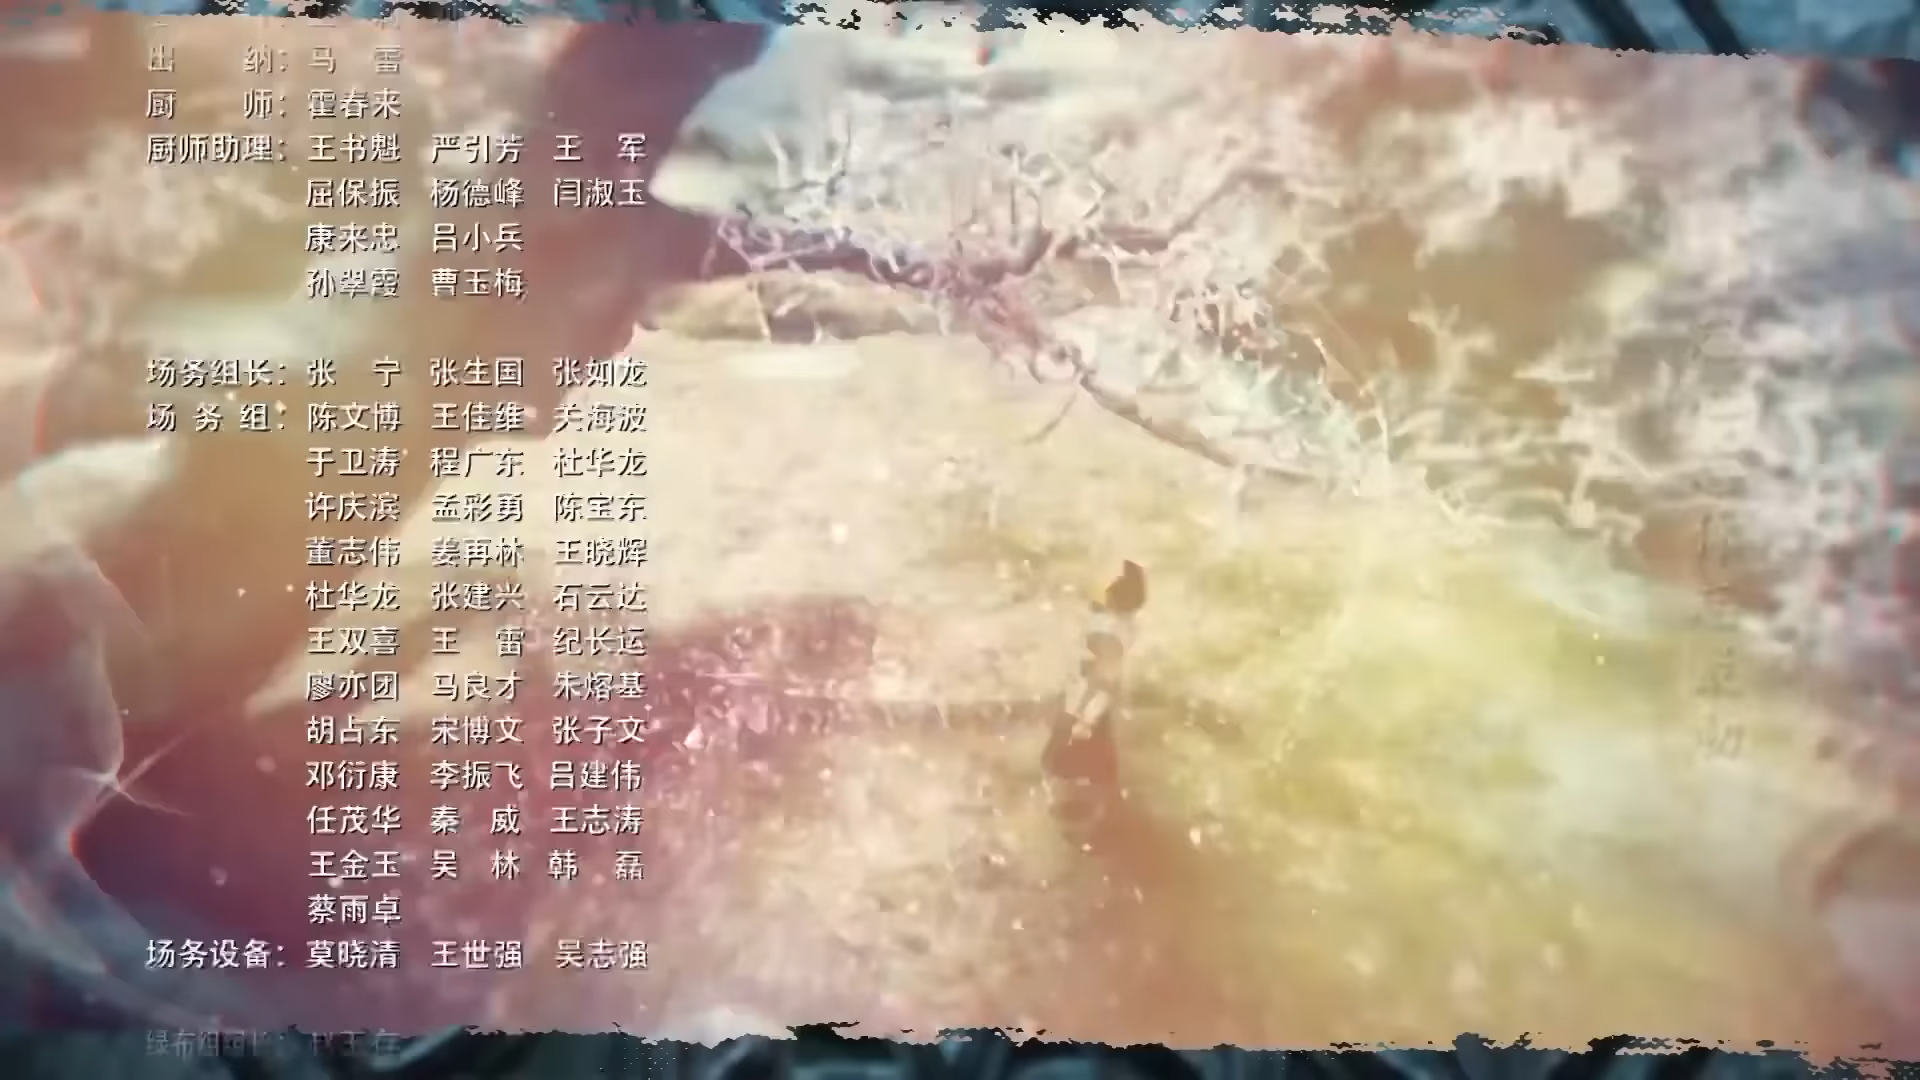 出　　纳：马　雷
厨　　师：霍春来
厨师助理：王书魁　严引芳　王　军
屈保振　杨德峰　闫淑玉
康来忠　吕小兵
孙翠霞　曹玉梅
场务组长：张　宁　张生国　张如龙
场 务 组：陈文博　王佳维　关海波
于卫涛　程广东　杜华龙
许庆滨　孟彩勇　陈宝东
董志伟　姜再林　王晓辉
杜华龙　张建兴　石云达
王双喜　王　雷　纪长运
廖亦团　马良才　朱熔基
胡占东　宋博文　张子文
邓衍康　李振飞　吕建伟
任茂华　秦　威　王志涛
王金玉　吴　林　韩　磊
蔡雨卓
场务设备：莫晓清　王世强　吴志强